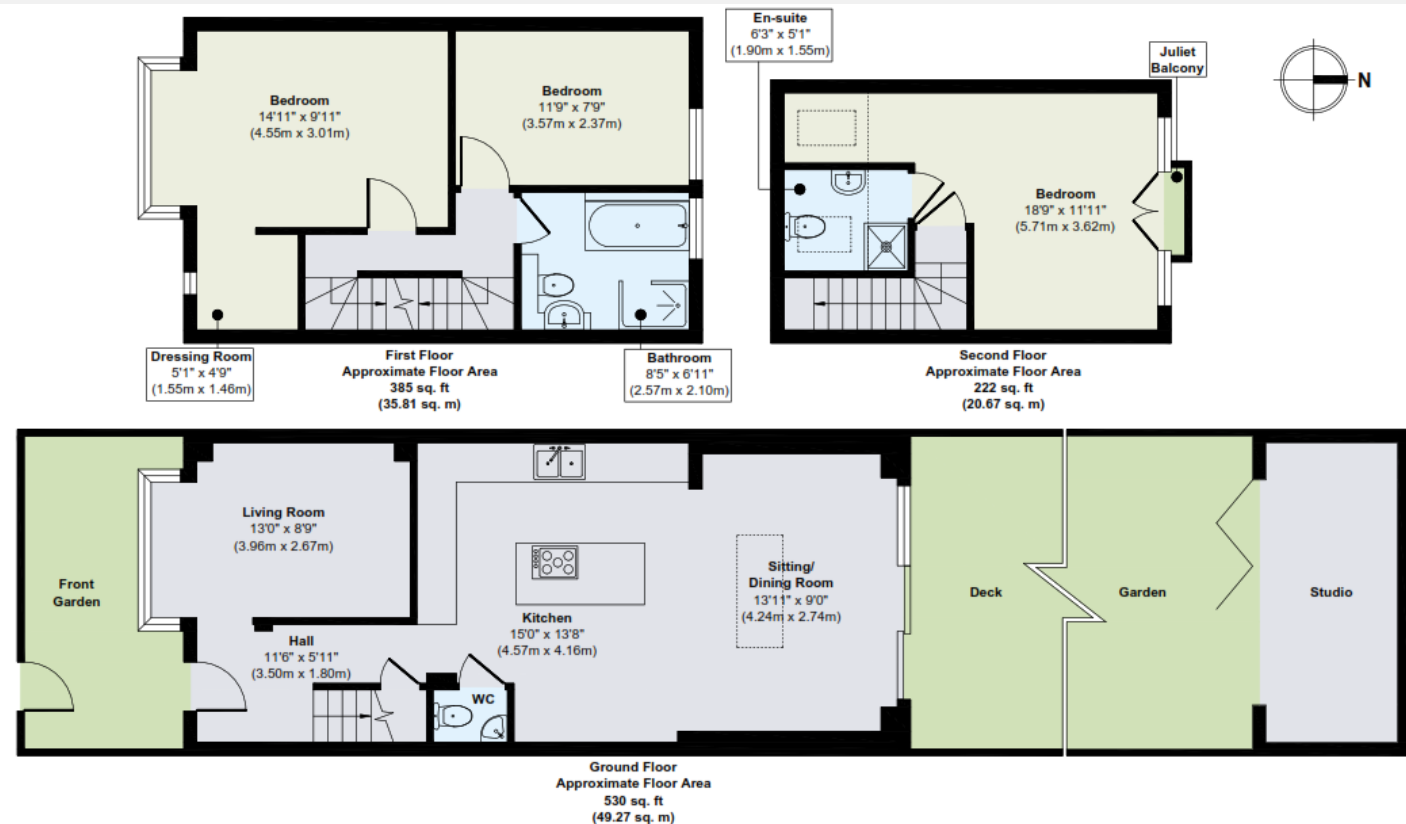 En-suite
6'3" x 5'1"
(1.90m x 1.55m)
Juliet
Balcony
N
Bedroom
14'11" x 9'11"
(4.55m x 3.01m)
Bedroom
11'9" x 7'9"
(3.57m x 2.37m)
Bedroom
18'9" x 11'11"
(5.71m x 3.62m)
Dressing Room
5'1" x 4'9"
(1.55m x 1.46m)
First Floor
Approximate Floor Area
385 sq. ft
(35.81 sq. m)
Bathroom
8'5" x 6'11"
(2.57m x 2.10m)
Second Floor
Approximate Floor Area
222 sq. ft
(20.67 sq. m)
Front
Garden
Living Room
13'0" x 8'9"
(3.96m x 2.67m)
Hall
11'6" x 5'11"
(3.50m x 1.80m)
WC
Kitchen
15'0" x 13'8"
(4.57m x 4.16m)
Sitting/
Dining Room
13'11" x 9'0"
(4.24m x 2.74m)
Deck
Garden
Studio
Ground Floor
Approximate Floor Area
530 sq. ft
(49.27 sq. m)